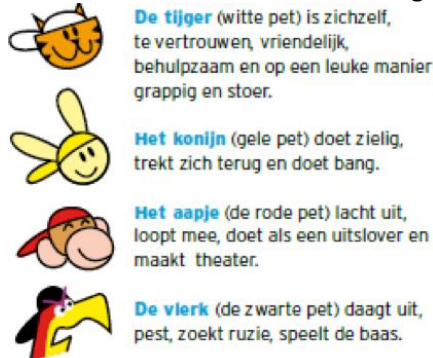 De tijger (witte pet) is zichzelf,
te vertrouwen, vriendelijk,
behulpzaam en op een leuke manier
grappig en stoer.
Het konijn (gele pet) doet zielig,
trekt zich terug en doet bang.
Het aapje (de rode pet) lacht uit,
loopt mee, doet als een uitslover en
maakt theater.
De vlerk (de zwarte pet) daagt uit,
pest, zoekt ruzie, speelt de baas.